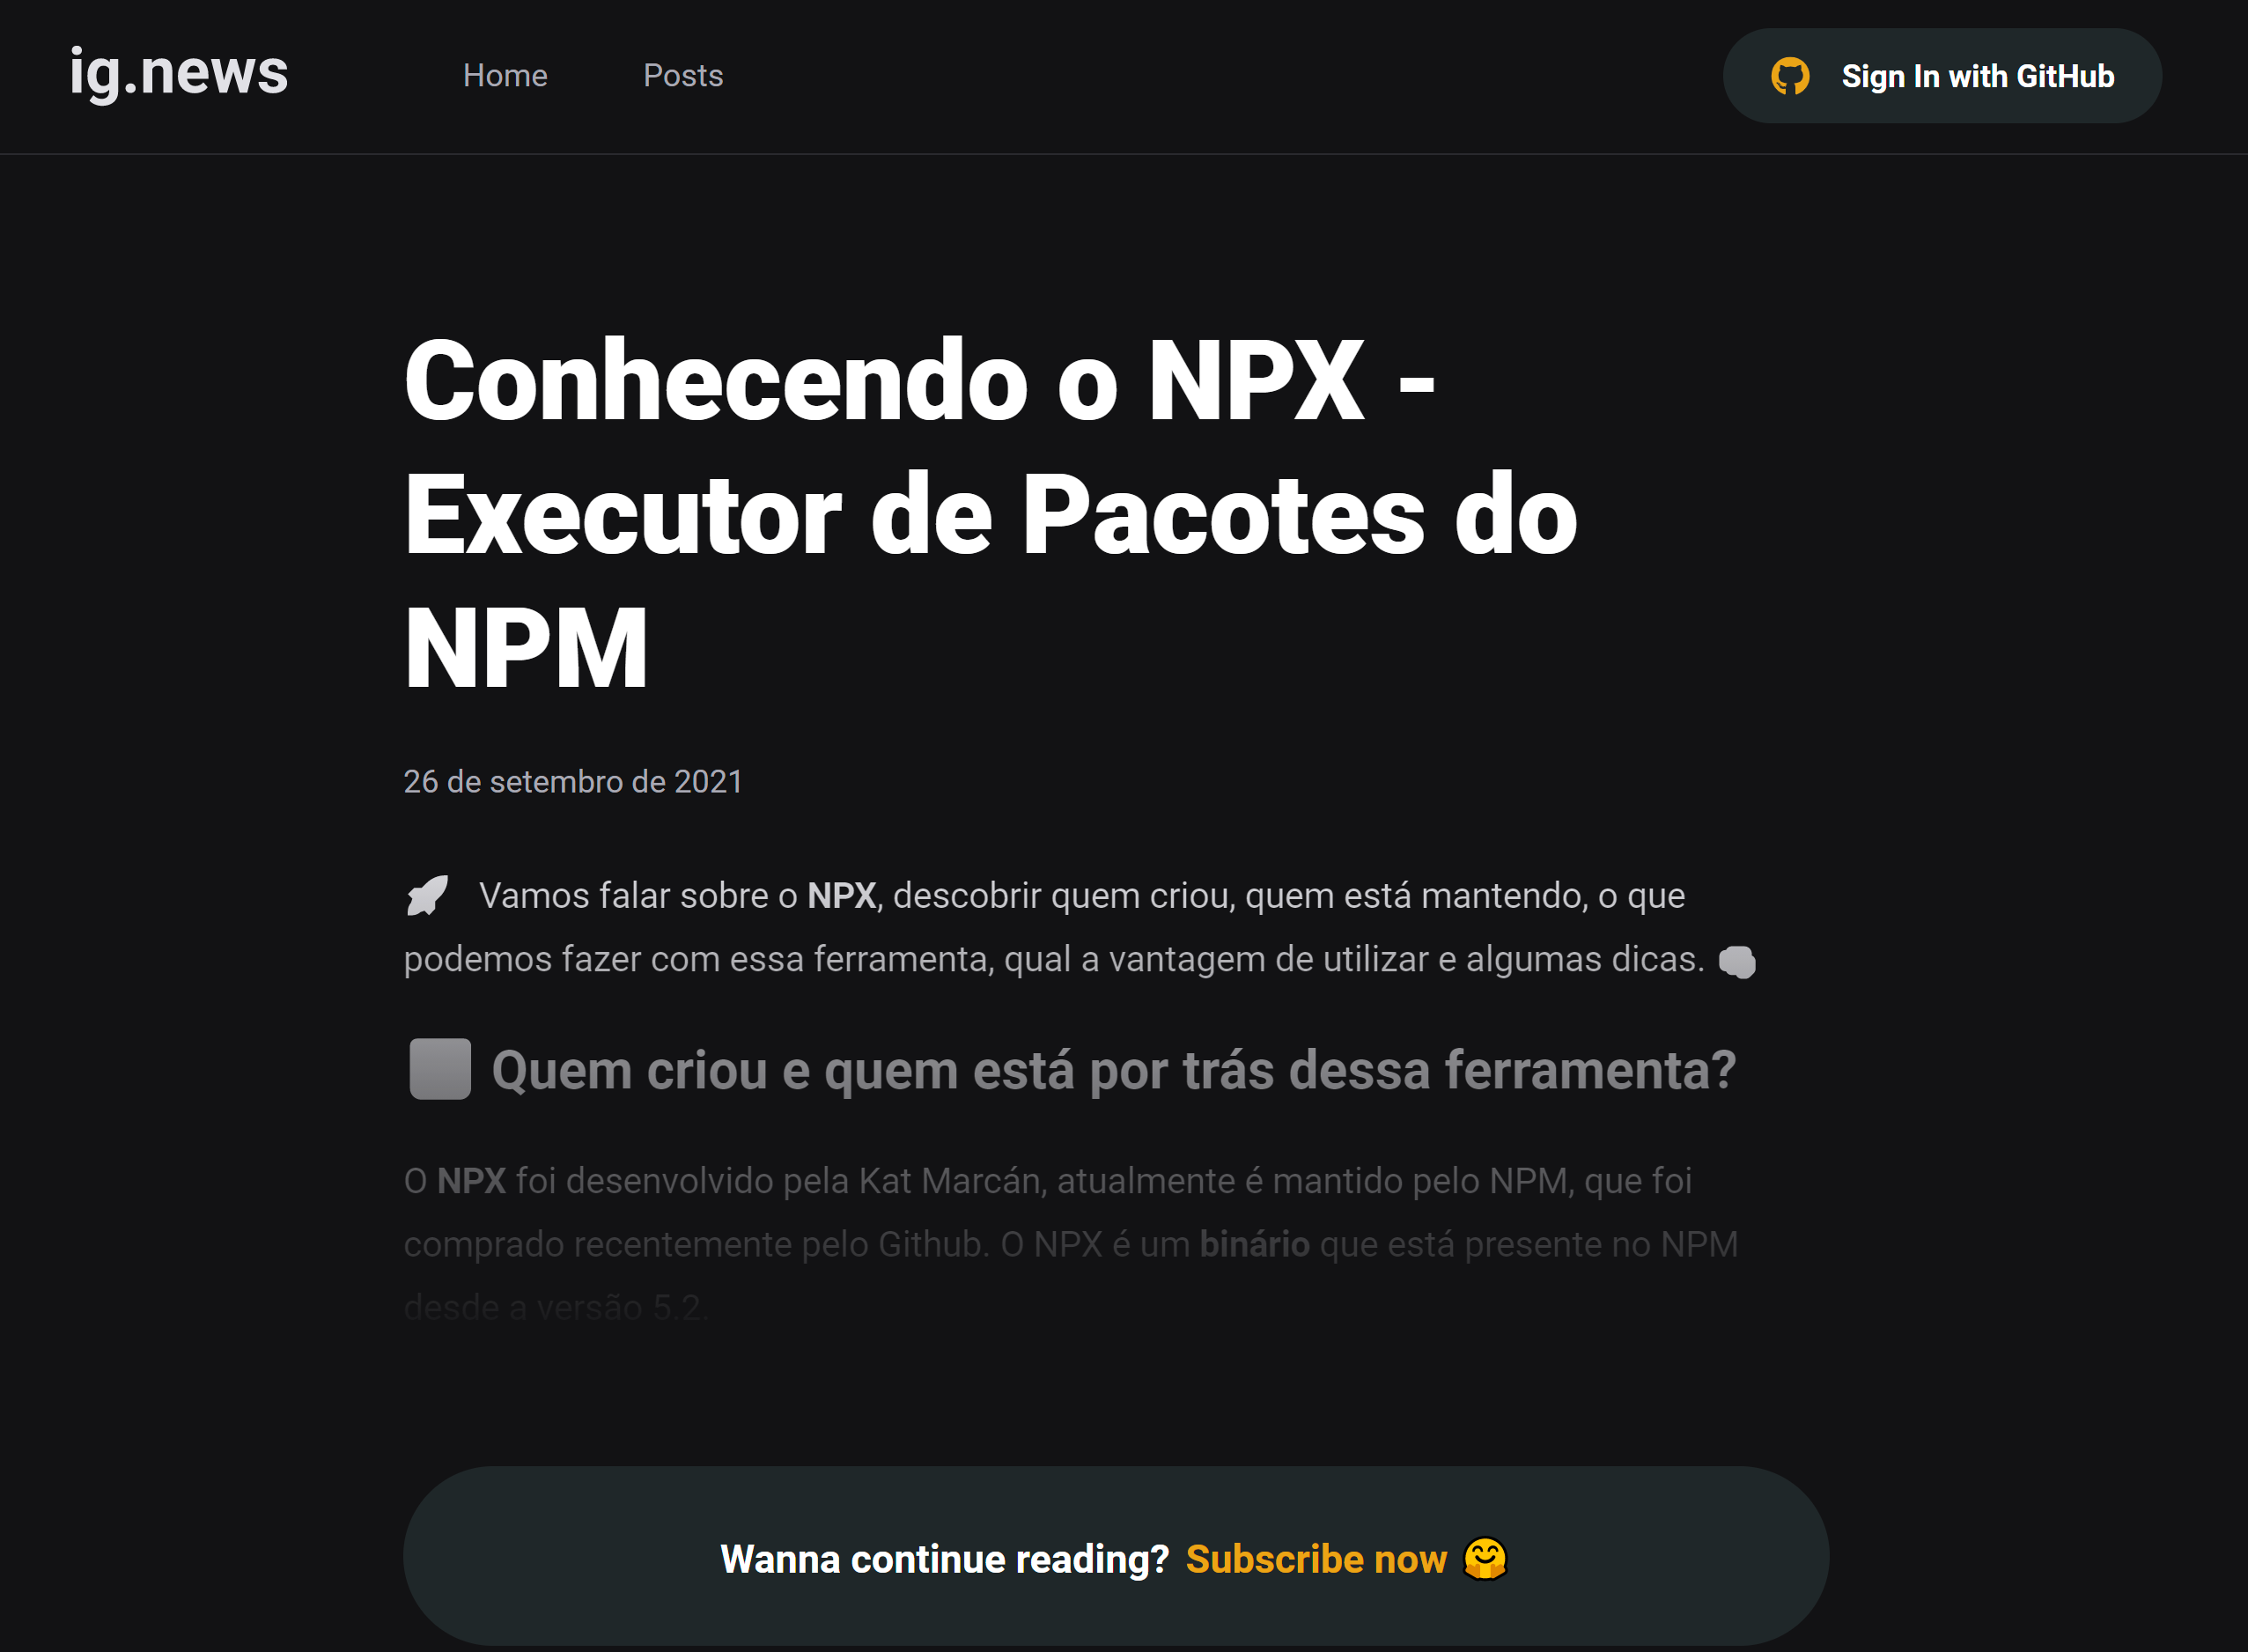 ig.news
Home
Posts
Sign In with GitHub
Conhecendo o NPX -
Executor de Pacotes do
NPM
26 de setembro de 2021
Vamos falar sobre o NPX, descobrir quem criou, quem está mantendo, o que
podemos fazer com essa ferramenta, qual a vantagem de utilizar e algumas dicas.
Quem criou e quem está por trás dessa ferramenta?
O NPX foi desenvolvido pela Kat Marcán, atualmente é mantido pelo NPM, que foi
comprado recentemente pelo Github. O NPX é um binário que está presente no NPM
desde a versão 5.2.
Wanna continue reading? Subscribe now 🤗